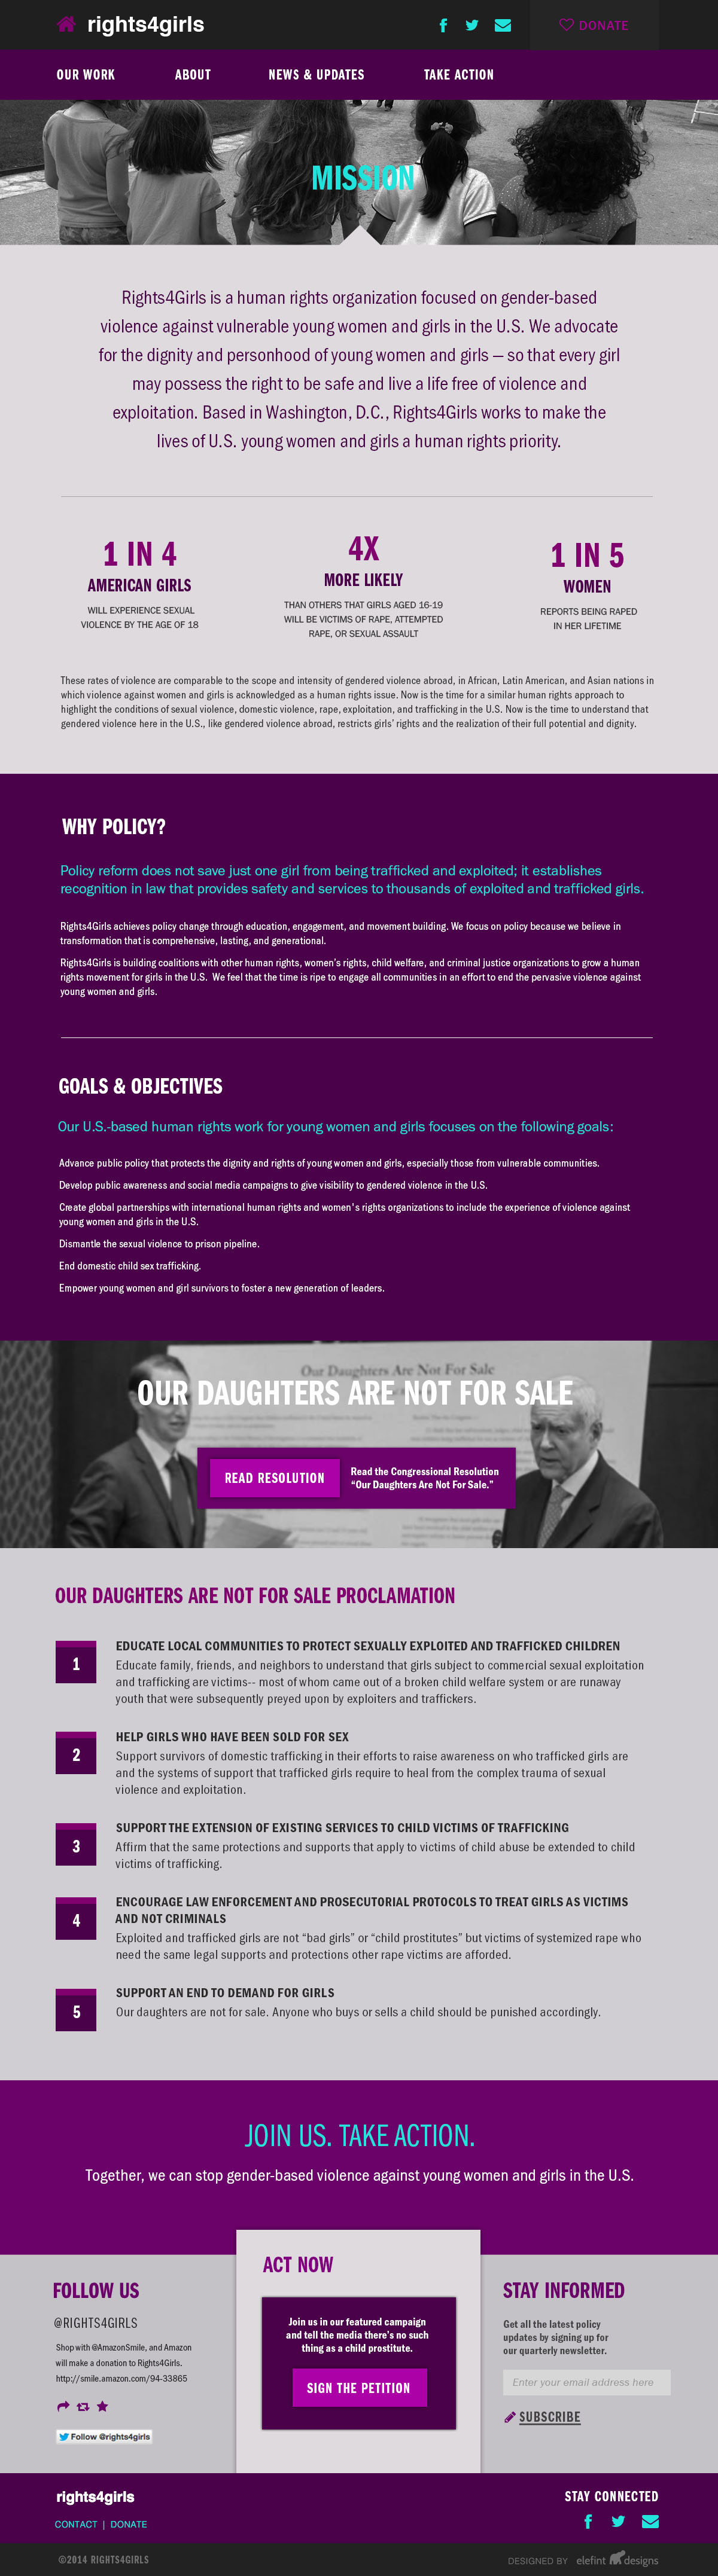 rights4girls
DONATE
OUR WORK ABOUT NEWS & UPDATES TAKE ACTION
MISSION
Rights4Girls is a human rights organization focused on gender-based
violence against vulnerable young women and girls in the U.S. We advocate
for the dignity and personhood of young women and girls – so that every girl
may possess the right to be safe and live a life free of violence and
exploitation. Based in Washington, D.C., Rights4Girls works to make the
lives of U.S. young women and girls a human rights priority.
1 IN 4
AMERICAN GIRLS
WILL EXPERIENCE SEXUAL
VIOLENCE BY THE AGE OF 18
4X
MORE LIKELY
THAN OTHERS THAT GIRLS AGED 16-19
WILL BE VICTIMS OF RAPE, ATTEMPTED
RAPE, OR SEXUAL ASSAULT
1 IN 5
WOMEN
REPORTS BEING RAPED
IN HER LIFETIME
These rates of violence are comparable to the scope and intensity of gendered violence abroad, in African, Latin American, and Asian nations in
which violence against women and girls is acknowledged as a human rights issue. Now is the time for a similar human rights approach to
highlight the conditions of sexual violence, domestic violence, rape, exploitation, and trafficking in the U.S. Now is the time to understand that
gendered violence here in the U.S., like gendered violence abroad, restricts girls' rights and the realization of their full potential and dignity.
WHY POLICY?
Policy reform does not save just one girl from being trafficked and exploited; it establishes
recognition in law that provides safety and services to thousands of exploited and trafficked girls.
Rights4Girls achieves policy change through education, engagement, and movement building. We focus on policy because we believe in
transformation that is comprehensive, lasting, and generational.
Rights4Girls is building coalitions with other human rights, women's rights, child welfare, and criminal justice organizations to grow a human
rights movement for girls in the U.S. We feel that the time is ripe to engage all communities in an effort to end the pervasive violence against
young women and girls.
GOALS & OBJECTIVES
Our U.S.-based human rights work for young women and girls focuses on the following goals:
Advance public policy that protects the dignity and rights of young women and girls, especially those from vulnerable communities.
Develop public awareness and social media campaigns to give visibility to gendered violence in the U.S.
Create global partnerships with international human rights and women's rights organizations to include the experience of violence against
young women and girls in the U.S.
Dismantle the sexual violence to prison pipeline.
End domestic child sex trafficking.
Empower young women and girl survivors to foster a new generation of leaders.
Our Daughters Are Not For Sale
OUR DAUGHTERS ARE NOT FOR SALE
READ RESOLUTION
Read the Congressional Resolution
“Our Daughters Are Not For Sale.”
OUR DAUGHTERS ARE NOT FOR SALE PROCLAMATION
1
EDUCATE LOCAL COMMUNITIES TO PROTECT SEXUALLY EXPLOITED AND TRAFFICKED CHILDREN
Educate family, friends, and neighbors to understand that girls subject to commercial sexual exploitation
and trafficking are victims-- most of whom came out of a broken child welfare system or are runaway
youth that were subsequently preyed upon by exploiters and traffickers.
2
HELP GIRLS WHO HAVE BEEN SOLD FOR SEX
Support survivors of domestic trafficking in their efforts to raise awareness on who trafficked girls are
and the systems of support that trafficked girls require to heal from the complex trauma of sexual
violence and exploitation.
3
SUPPORT THE EXTENSION OF EXISTING SERVICES TO CHILD VICTIMS OF TRAFFICKING
Affirm that the same protections and supports that apply to victims of child abuse be extended to child
victims of trafficking.
4
ENCOURAGE LAW ENFORCEMENT AND PROSECUTORIAL PROTOCOLS TO TREAT GIRLS AS VICTIMS
AND NOT CRIMINALS
Exploited and trafficked girls are not “bad girls” or “child prostitutes” but victims of systemized rape who
need the same legal supports and protections other rape victims are afforded.
5
SUPPORT AN END TO DEMAND FOR GIRLS
Our daughters are not for sale. Anyone who buys or sells a child should be punished accordingly.
JOIN US. TAKE ACTION.
Together, we can stop gender-based violence against young women and girls in the U.S.
FOLLOW US
@RIGHTS4GIRLS
Shop with @AmazonSmile, and Amazon
will make a donation to Rights4Girls.
http://smile.amazon.com/94-33865
Follow @rights4girls
ACT NOW
Join us in our featured campaign
and tell the media there's no such
thing as a child prostitute.
SIGN THE PETITION
STAY INFORMED
Get all the latest policy
updates by signing up for
our quarterly newsletter.
Enter your email address here
SUBSCRIBE
rights4girls
CONTACT | DONATE
STAY CONNECTED
©2014 RIGHTS4GIRLS
DESIGNED BY elefint designs